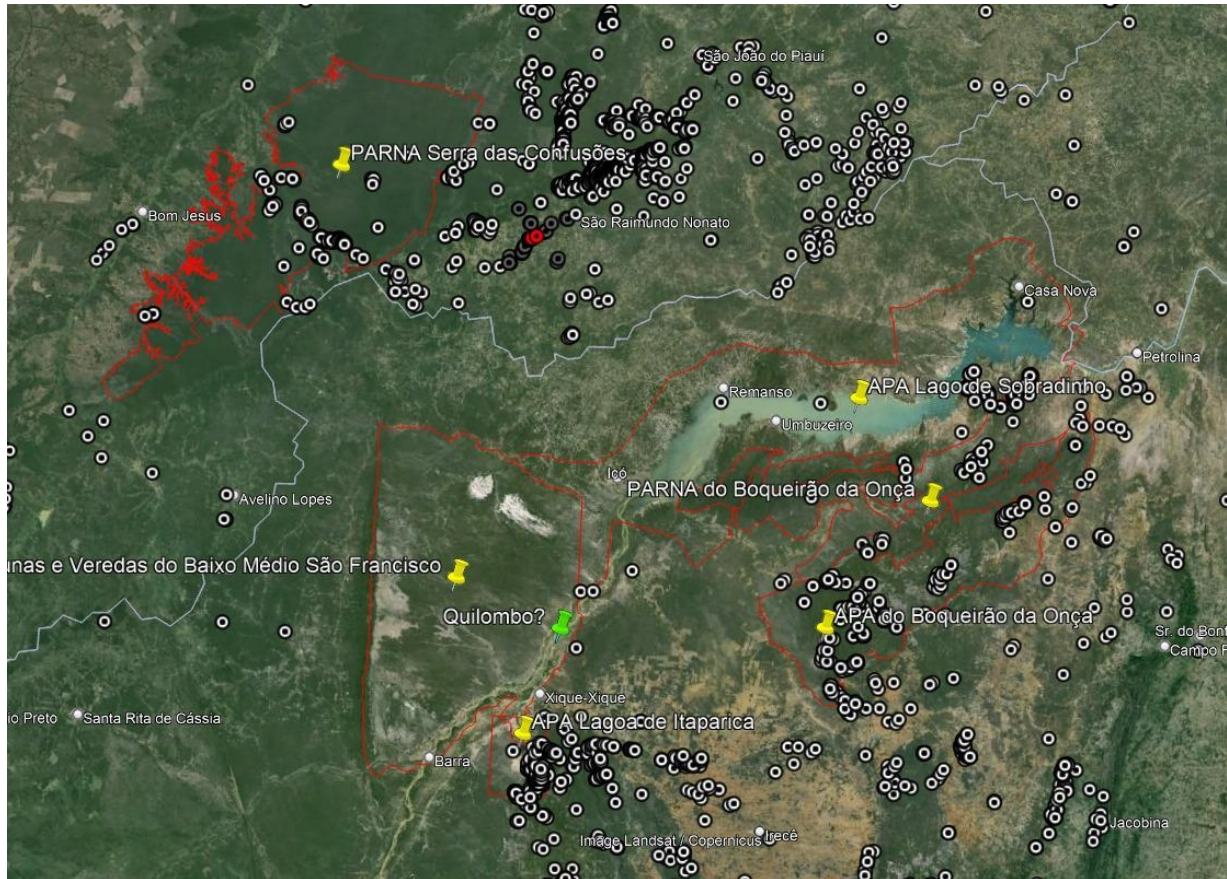 São João do Piauí
PARNA Serra das Confusões
Bom Jesus
São Raimundo Nonato
Casa Nova
Petrolina
Remanso
APA Lago de Sobradinho
Umbuzeiro
Içó
PARNA do Boqueirão da Onça
Avelino Lopes
unas e Veredas do Baixo Médio São Francisco
Quilombo?
APA do Boqueirão da Onça
Sr. do Bonf
Campo F
Xique-Xique
io Preto
Santa Rita de Cássia
APA Lagoa de Itaparica
Barra
Jacobina
Image Landsat / Copernicus
Irecê